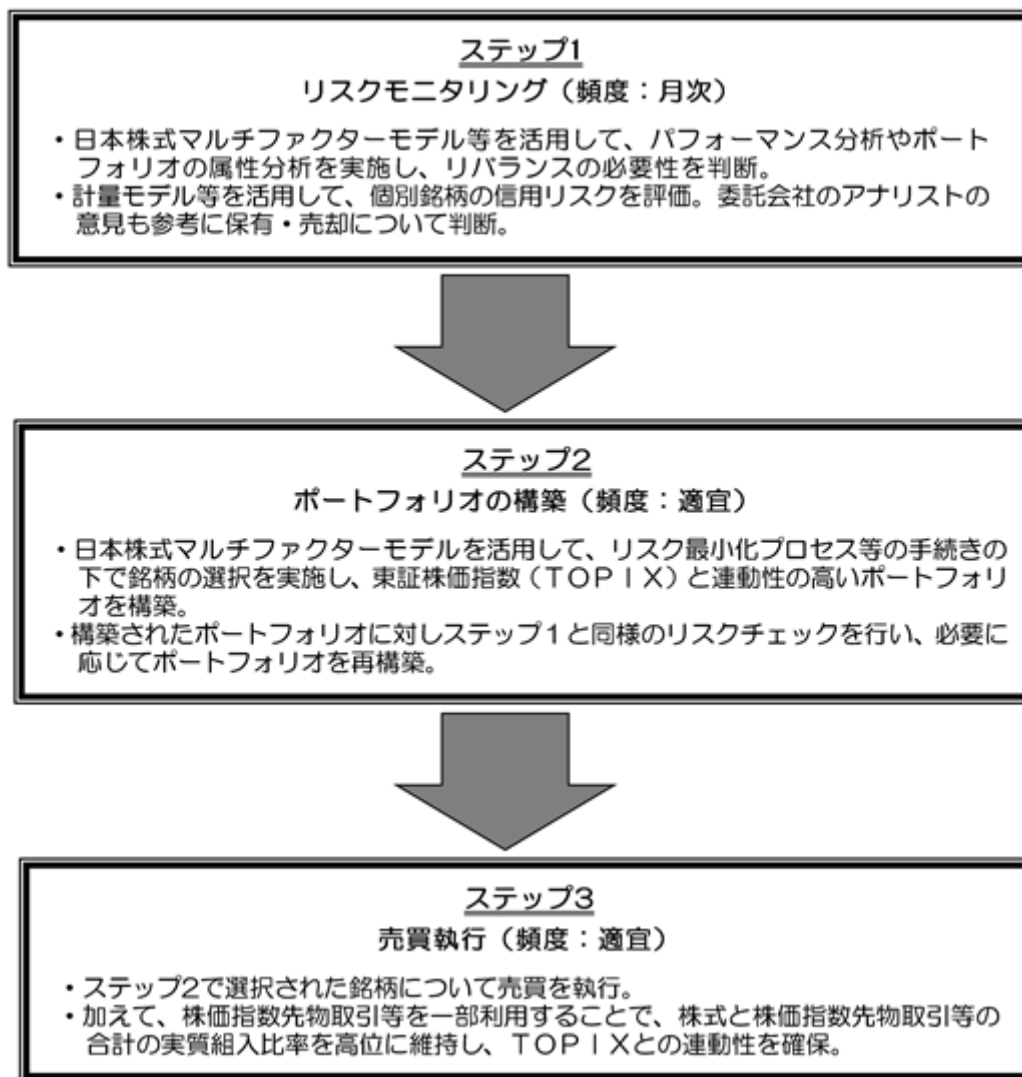 ステップ1
リスクモニタリング（頻度：月次）
・日本株式マルチファクターモデル等を活用して、パフォーマンス分析やポート
フォリオの属性分析を実施し、リバランスの必要性を判断。
・計量モデル等を活用して、個別銘柄の信用リスクを評価。委託会社のアナリストの
意見も参考に保有・売却について判断。
ステップ2
ポートフォリオの構築（頻度：適宜）
・日本株式マルチファクターモデルを活用して、リスク最小化プロセス等の手続きの
下で銘柄の選択を実施し、東証株価指数（ＴＯＰＩＸ）と連動性の高いポートフォリ
オを構築。
・構築されたポートフォリオに対しステップ１と同様のリスクチェックを行い、必要に
応じてポートフォリオを再構築。
ステップ3
売買執行（頻度：適宜）
・ステップ2で選択された銘柄について売買を執行。
・加えて、株価指数先物取引等を一部利用することで、株式と株価指数先物取引等の
合計の実質組入比率を高位に維持し、ＴＯＰＩＸとの連動性を確保。